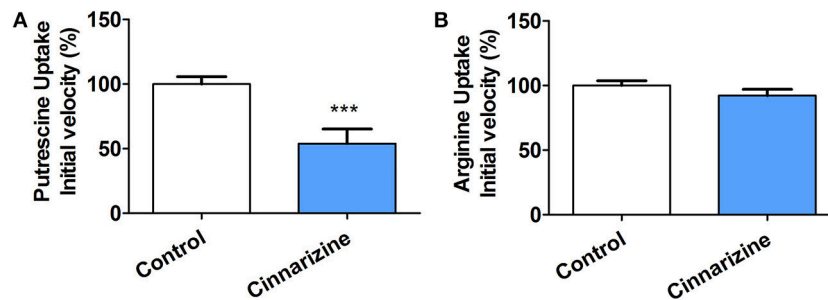 A
Putrescine Uptake
Initial velocity (%)
150
100
50
0
***
Control
Cinnarizine
B
Arginine Uptake
Initial velocity (%)
150
100
50
0
Control
Cinnarizine